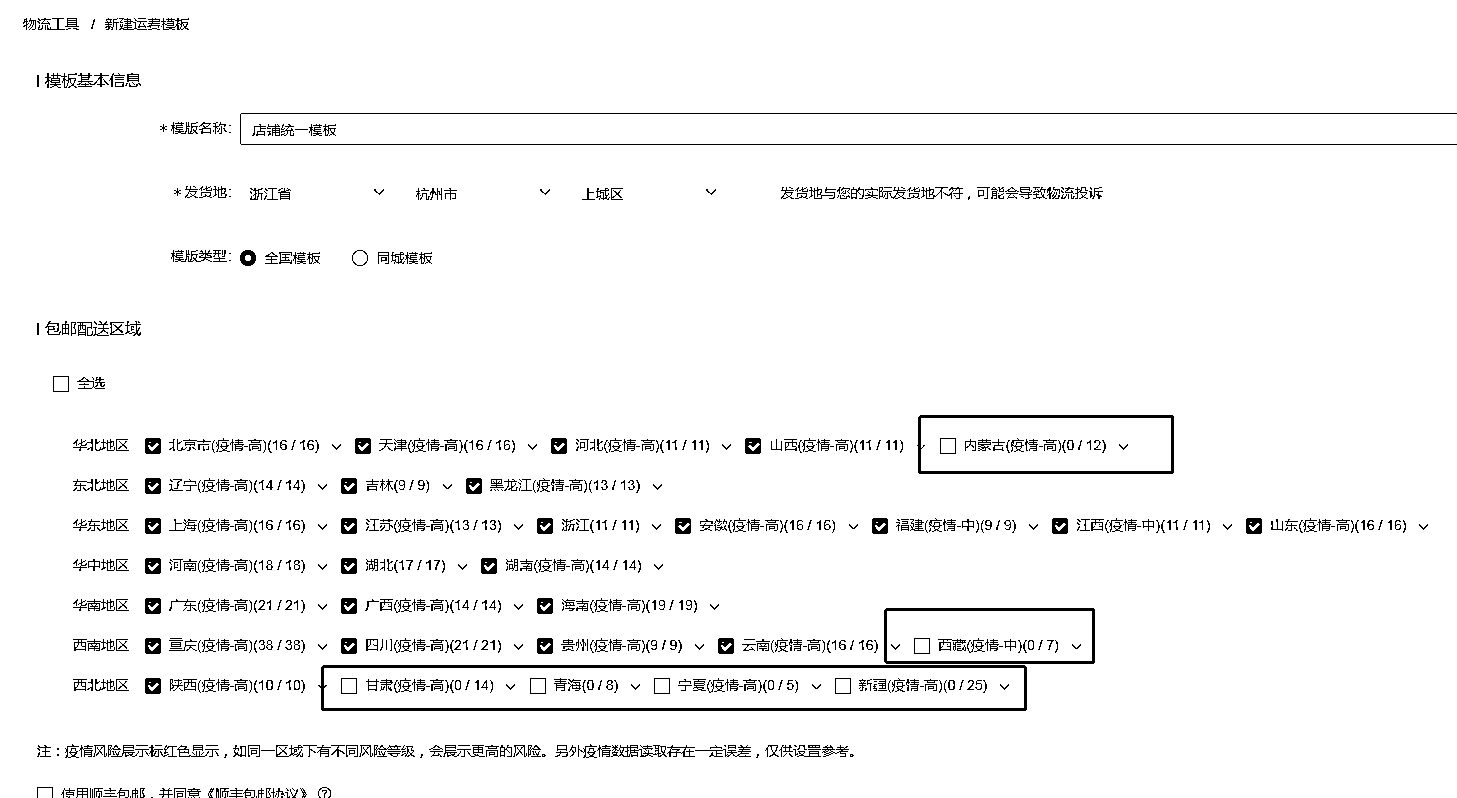 物流工具 / 新建运费模板
模板基本信息
*模版名称: 店铺统一模板
*发货地: 浙江省 杭州市 上城区 发货地与您的实际发货地不符，可能会导致物流投诉
模版类型: 全国模板 同城模板
包邮配送区域
全选
华北地区 北京市(疫情-高)(16 / 16) 天津(疫情-高)(16 / 16) 河北(疫情-高)(11 / 11) 山西(疫情-高)(11 / 11) 内蒙古(疫情-高)(0 / 12)
东北地区 辽宁(疫情-高)(14 / 14) 吉林(9 / 9) 黑龙江(疫情-高)(13 / 13)
华东地区 上海(疫情-高)(16 / 16) 江苏(疫情-高)(13 / 13) 浙江(11 / 11) 安徽(疫情-高)(16 / 16) 福建(疫情-中)(9 / 9) 江西(疫情-中)(11 / 11) 山东(疫情-高)(16 / 16)
华中地区 河南(疫情-高)(18 / 18) 湖北(17 / 17) 湖南(疫情-高)(14 / 14)
华南地区 广东(疫情-高)(21 / 21) 广西(疫情-高)(14 / 14) 海南(疫情-高)(19 / 19)
西南地区 重庆(疫情-高)(38 / 38) 四川(疫情-高)(21 / 21) 贵州(疫情-高)(9 / 9) 云南(疫情-高)(16 / 16) 西藏(疫情-中)(0 / 7)
西北地区 陕西(疫情-高)(10 / 10) 甘肃(疫情-高)(0 / 14) 青海(0 / 8) 宁夏(疫情-高)(0 / 5) 新疆(疫情-高)(0 / 25)
注：疫情风险展示标红色显示，如同一区域下有不同风险等级，会展示更高的风险。另外疫情数据读取存在一定误差，仅供设置参考。
使用顺丰包邮，并同意《顺丰包邮协议》?